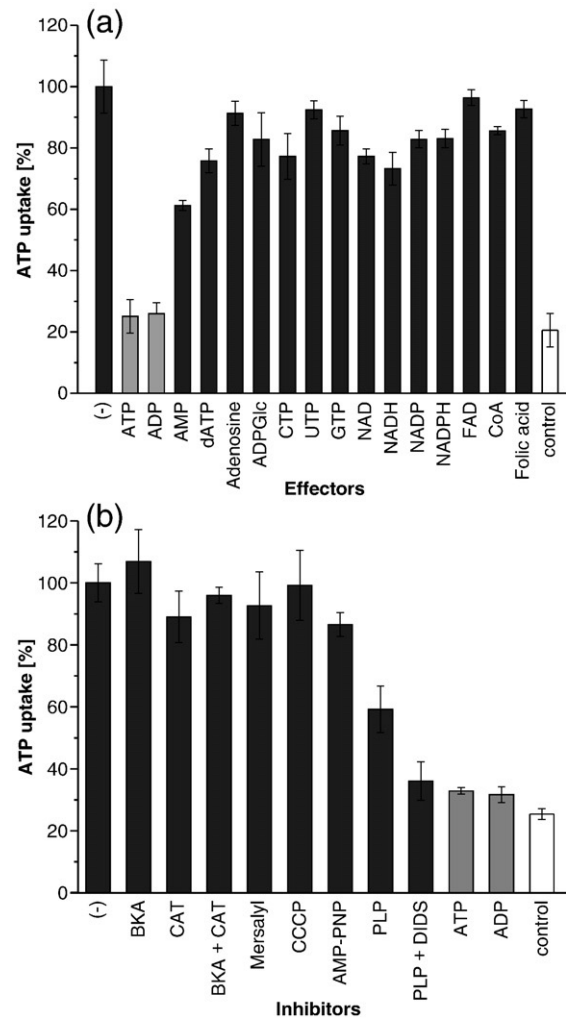 (a)
120
100
80
60
40
20
0
ATP uptake [%]
(-)
ATP
ADP
AMP
dATP
Adenosine
ADPGlc
CTP
UTP
GTP
NAD
NADH
NADP
NADPH
FAD
CoA
Folic acid
control
Effectors
(b)
120
100
80
60
40
20
0
ATP uptake [%]
(-)
BKA
CAT
BKA + CAT
Mersalyl
CCCP
AMP-PNP
PLP
PLP + DIDS
ATP
ADP
control
Inhibitors